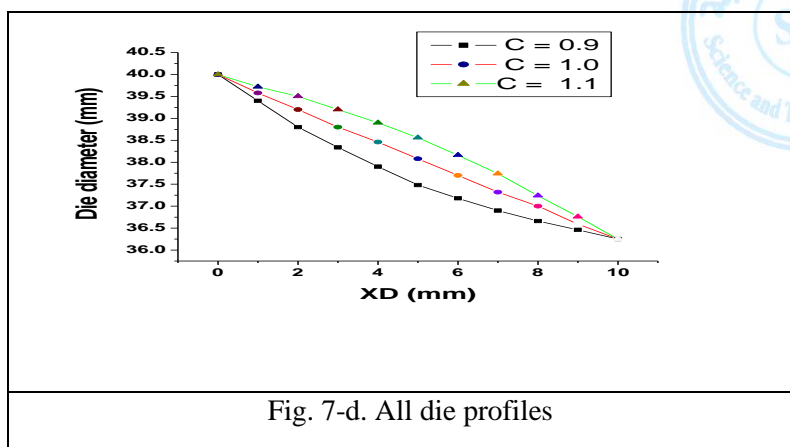 40.5
40.0
39.5
39.0
38.5
38.0
37.5
37.0
36.5
36.0
Die diameter (mm)
C = 0.9
C = 1.0
C = 1.1
0 2 4 6 8 10
XD (mm)
Science and T
Fig. 7-d. All die profiles